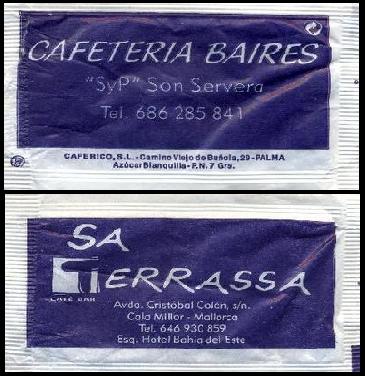 CAFETERIA BAIRES
"SyP" Son Servera
Tel. 686 285 841
CAFERICO, S.L. - Camino Viejo de Buñola, 29 - PALMA
Azúcar Blanquilla - P.N. 7 Grs.
SA
TERRASSA
CAFE BAR
Avda. Cristóbal Colón, s/n.
Cala Millor - Mallorca
Tel. 646 930 859
Esq. Hotel Bahia del Este